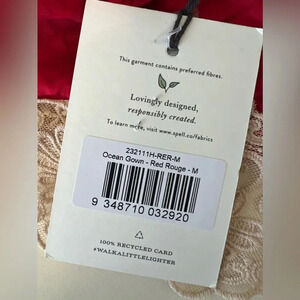 This garment contains preferred fibres.
Lovingly designed,
responsibly created.
To learn more, visit www.spell.co/fabrics
232111H-RER-M
Ocean Gown - Red Rouge - M
9 348710 032920
100% RECYCLED CARD
#WALKALITTLELIGHTER